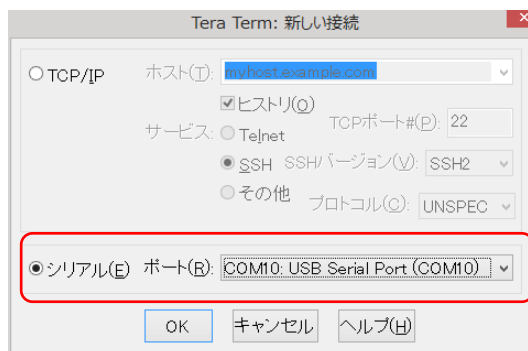 Tera Term: 新しい接続
TCP/IP
ホスト(T): myhost.example.com
ヒストリ(O)
サービス: Telnet TCPポート#(P): 22
SSH SSHバージョン(V): SSH2
その他 プロトコル(C): UNSPEC
シリアル(E) ポート(R): COM10: USB Serial Port (COM10)
OK キャンセル ヘルプ(H)